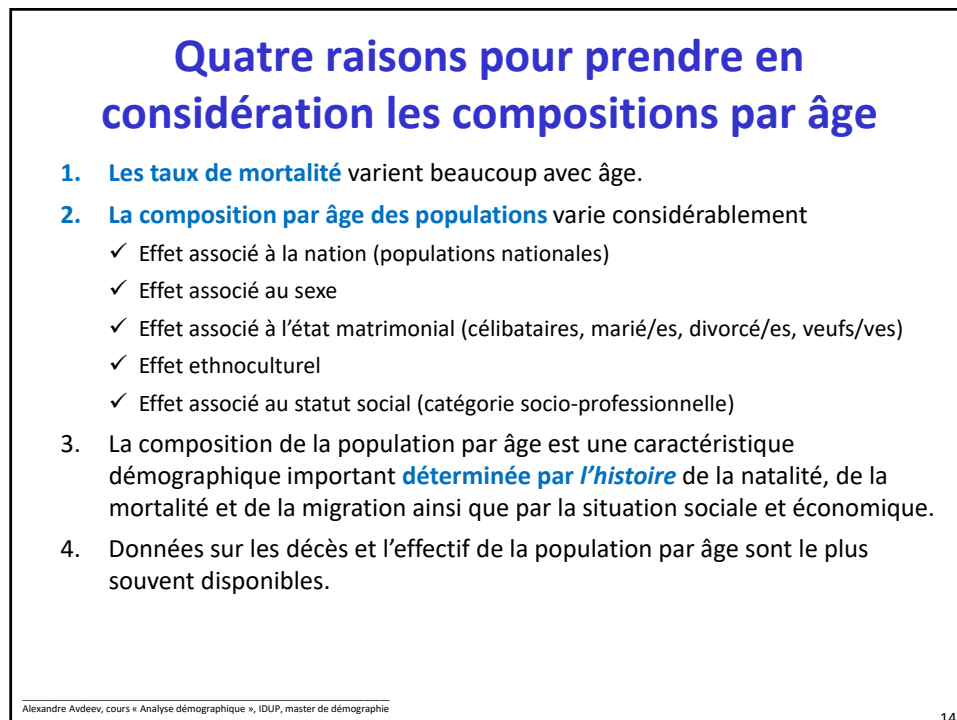 Quatre raisons pour prendre en
considération les compositions par âge
1. Les taux de mortalité varient beaucoup avec âge.
2. La composition par âge des populations varie considérablement
✓ Effet associé à la nation (populations nationales)
✓ Effet associé au sexe
✓ Effet associé à l’état matrimonial (célibataires, marié/es, divorcé/es, veufs/ves)
✓ Effet ethnoculturel
✓ Effet associé au statut social (catégorie socio-professionnelle)
3. La composition de la population par âge est une caractéristique
démographique important déterminée par l’histoire de la natalité, de la
mortalité et de la migration ainsi que par la situation sociale et économique.
4. Données sur les décès et l’effectif de la population par âge sont le plus
souvent disponibles.
Alexandre Avdeev, cours « Analyse démographique », IDUP, master de démographie
14